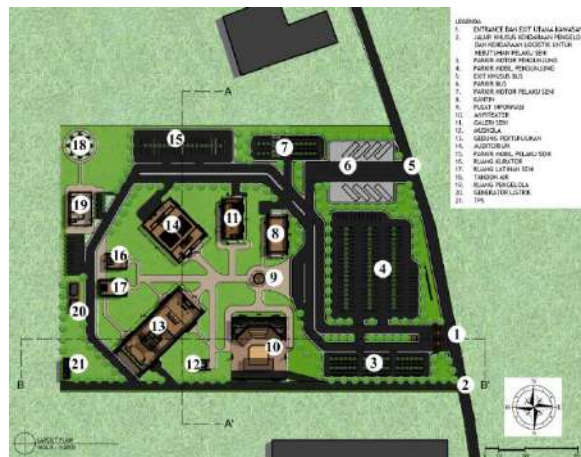 LEGENDA
1. ENTRANCE DAN EXIT UTAMA KAWASAN
2. JALUR KHUSUS KENDARAAN PENGELOLA
DAN KENDARAAN LOGISTIK UNTUK
KEBUTUHAN PELAKU SENI
3. PARKIR MOTOR PENGUNJUNG
4. PARKIR MOBIL PENGUNJUNG
5. EXIT KHUSUS BUS
6. PARKIR BUS
7. PARKIR MOTOR PELAKU SENI
8. KANTIN
9. PUSAT INFORMASI
10. AMPITEATER
11. GALERI SENI
12. MUSHOLA
13. GEDUNG PERTUNJUKAN
14. AUDITORIUM
15. PARKIR MOBIL PELAKU SENI
16. RUANG KURATOR
17. RUANG LATIHAN SENI
18. TANDON AIR
19. RUANG PENGELOLA
20. GENERATOR LISTRIK
21. TPS
A
15
7
18
6
5
19
14
11
8
16
9
4
17
20
13
10
1
12
3
21
2
B
B'
A'
N
LAYOUT PLAN